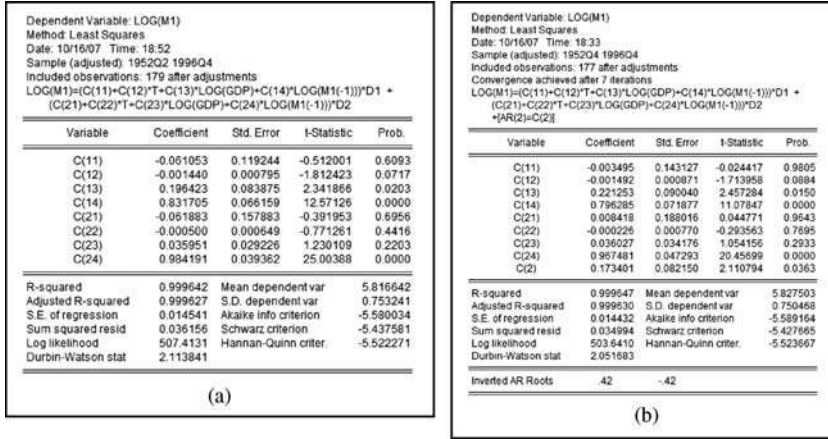 Dependent Variable: LOG(M1)
Method: Least Squares
Date: 10/16/07 Time: 18:52
Sample (adjusted): 1952Q2 1996Q4
Included observations: 179 after adjustments
LOG(M1)=(C(11)+C(12)*T+C(13)*LOG(GDP)+C(14)*LOG(M1(-1)))*D1 +
(C(21)+C(22)*T+C(23)*LOG(GDP)+C(24)*LOG(M1(-1)))*D2
Variable Coefficient Std. Error t-Statistic Prob.
C(11) -0.061053 0.119244 -0.512001 0.6093
C(12) -0.001440 0.000795 -1.812423 0.0717
C(13) 0.196423 0.083875 2.341866 0.0203
C(14) 0.831705 0.066159 12.57126 0.0000
C(21) -0.061883 0.157883 -0.391953 0.6956
C(22) -0.000500 0.000649 -0.771261 0.4416
C(23) 0.035951 0.029226 1.230109 0.2203
C(24) 0.984191 0.039362 25.00388 0.0000
R-squared 0.999642 Mean dependent var 5.816642
Adjusted R-squared 0.999627 S.D. dependent var 0.753241
S.E. of regression 0.014541 Akaike info criterion -5.580034
Sum squared resid 0.036156 Schwarz criterion -5.437581
Log likelihood 507.4131 Hannan-Quinn criter. -5.522271
Durbin-Watson stat 2.113841
(a)
Dependent Variable: LOG(M1)
Method: Least Squares
Date: 10/16/07 Time: 18:33
Sample (adjusted): 1952Q4 1996Q4
Included observations: 177 after adjustments
Convergence achieved after 7 iterations
LOG(M1)=(C(11)+C(12)*T+C(13)*LOG(GDP)+C(14)*LOG(M1(-1)))*D1 +
(C(21)+C(22)*T+C(23)*LOG(GDP)+C(24)*LOG(M1(-1)))*D2
+[AR(2)=C(2)]
Variable Coefficient Std. Error t-Statistic Prob.
C(11) -0.003495 0.143127 -0.024417 0.9805
C(12) -0.001492 0.000871 -1.713958 0.0884
C(13) 0.221253 0.090040 2.457284 0.0150
C(14) 0.796285 0.071877 11.07847 0.0000
C(21) 0.008418 0.188016 0.044771 0.9643
C(22) -0.000226 0.000770 -0.293563 0.7695
C(23) 0.036027 0.034176 1.054156 0.2933
C(24) 0.967481 0.047293 20.45699 0.0000
C(2) 0.173401 0.082150 2.110794 0.0363
R-squared 0.999647 Mean dependent var 5.827503
Adjusted R-squared 0.999630 S.D. dependent var 0.750468
S.E. of regression 0.014432 Akaike info criterion -5.589164
Sum squared resid 0.034994 Schwarz criterion -5.427665
Log likelihood 503.6410 Hannan-Quinn criter. -5.523667
Durbin-Watson stat 2.051683
Inverted AR Roots .42 -.42
(b)